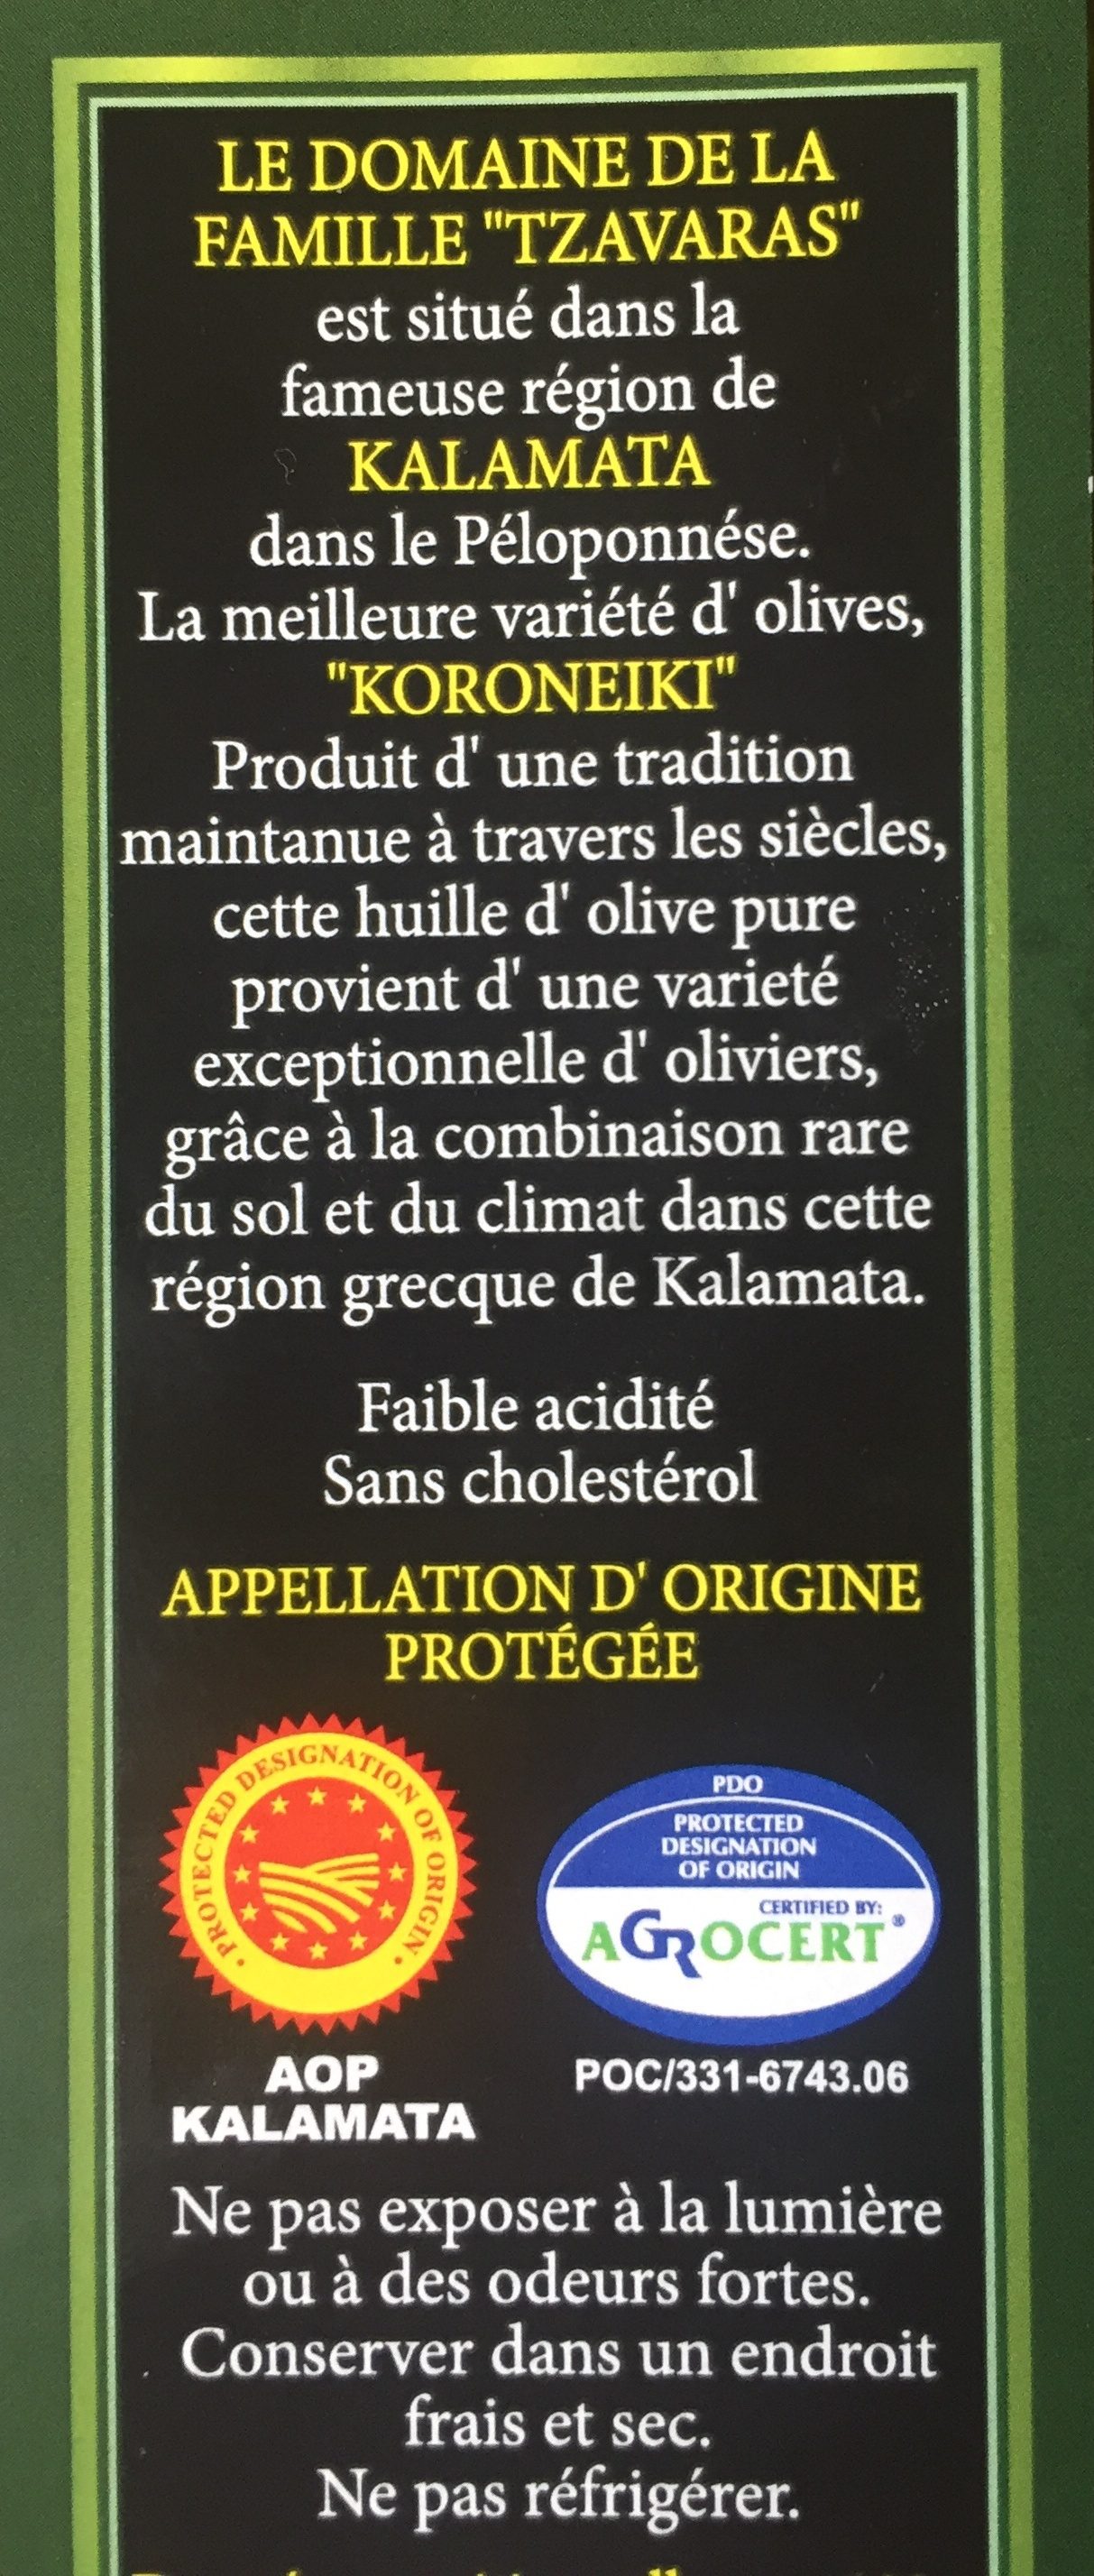 LE DOMAINE DE LA
FAMILLE "TZAVARAS"
est situé dans la
fameuse région de
KALAMATA
dans le Péloponnése.
La meilleure variété d' olives,
"KORONEIKI"
Produit d' une tradition
maintanue à travers les siècles,
cette huille d' olive pure
provient d' une varieté
exceptionnelle d' oliviers,
grâce à la combinaison rare
du sol et du climat dans cette
région grecque de Kalamata.
Faible acidité
Sans cholestérol
APPELLATION D' ORIGINE
PROTÉGÉE
• PROTECTED DESIGNATION OF ORIGIN •
PDO
PROTECTED
DESIGNATION
OF ORIGIN
CERTIFIED BY:
AGROCERT®
AOP
KALAMATA
POC/331-6743.06
Ne pas exposer à la lumière
ou à des odeurs fortes.
Conserver dans un endroit
frais et sec.
Ne pas réfrigérer.